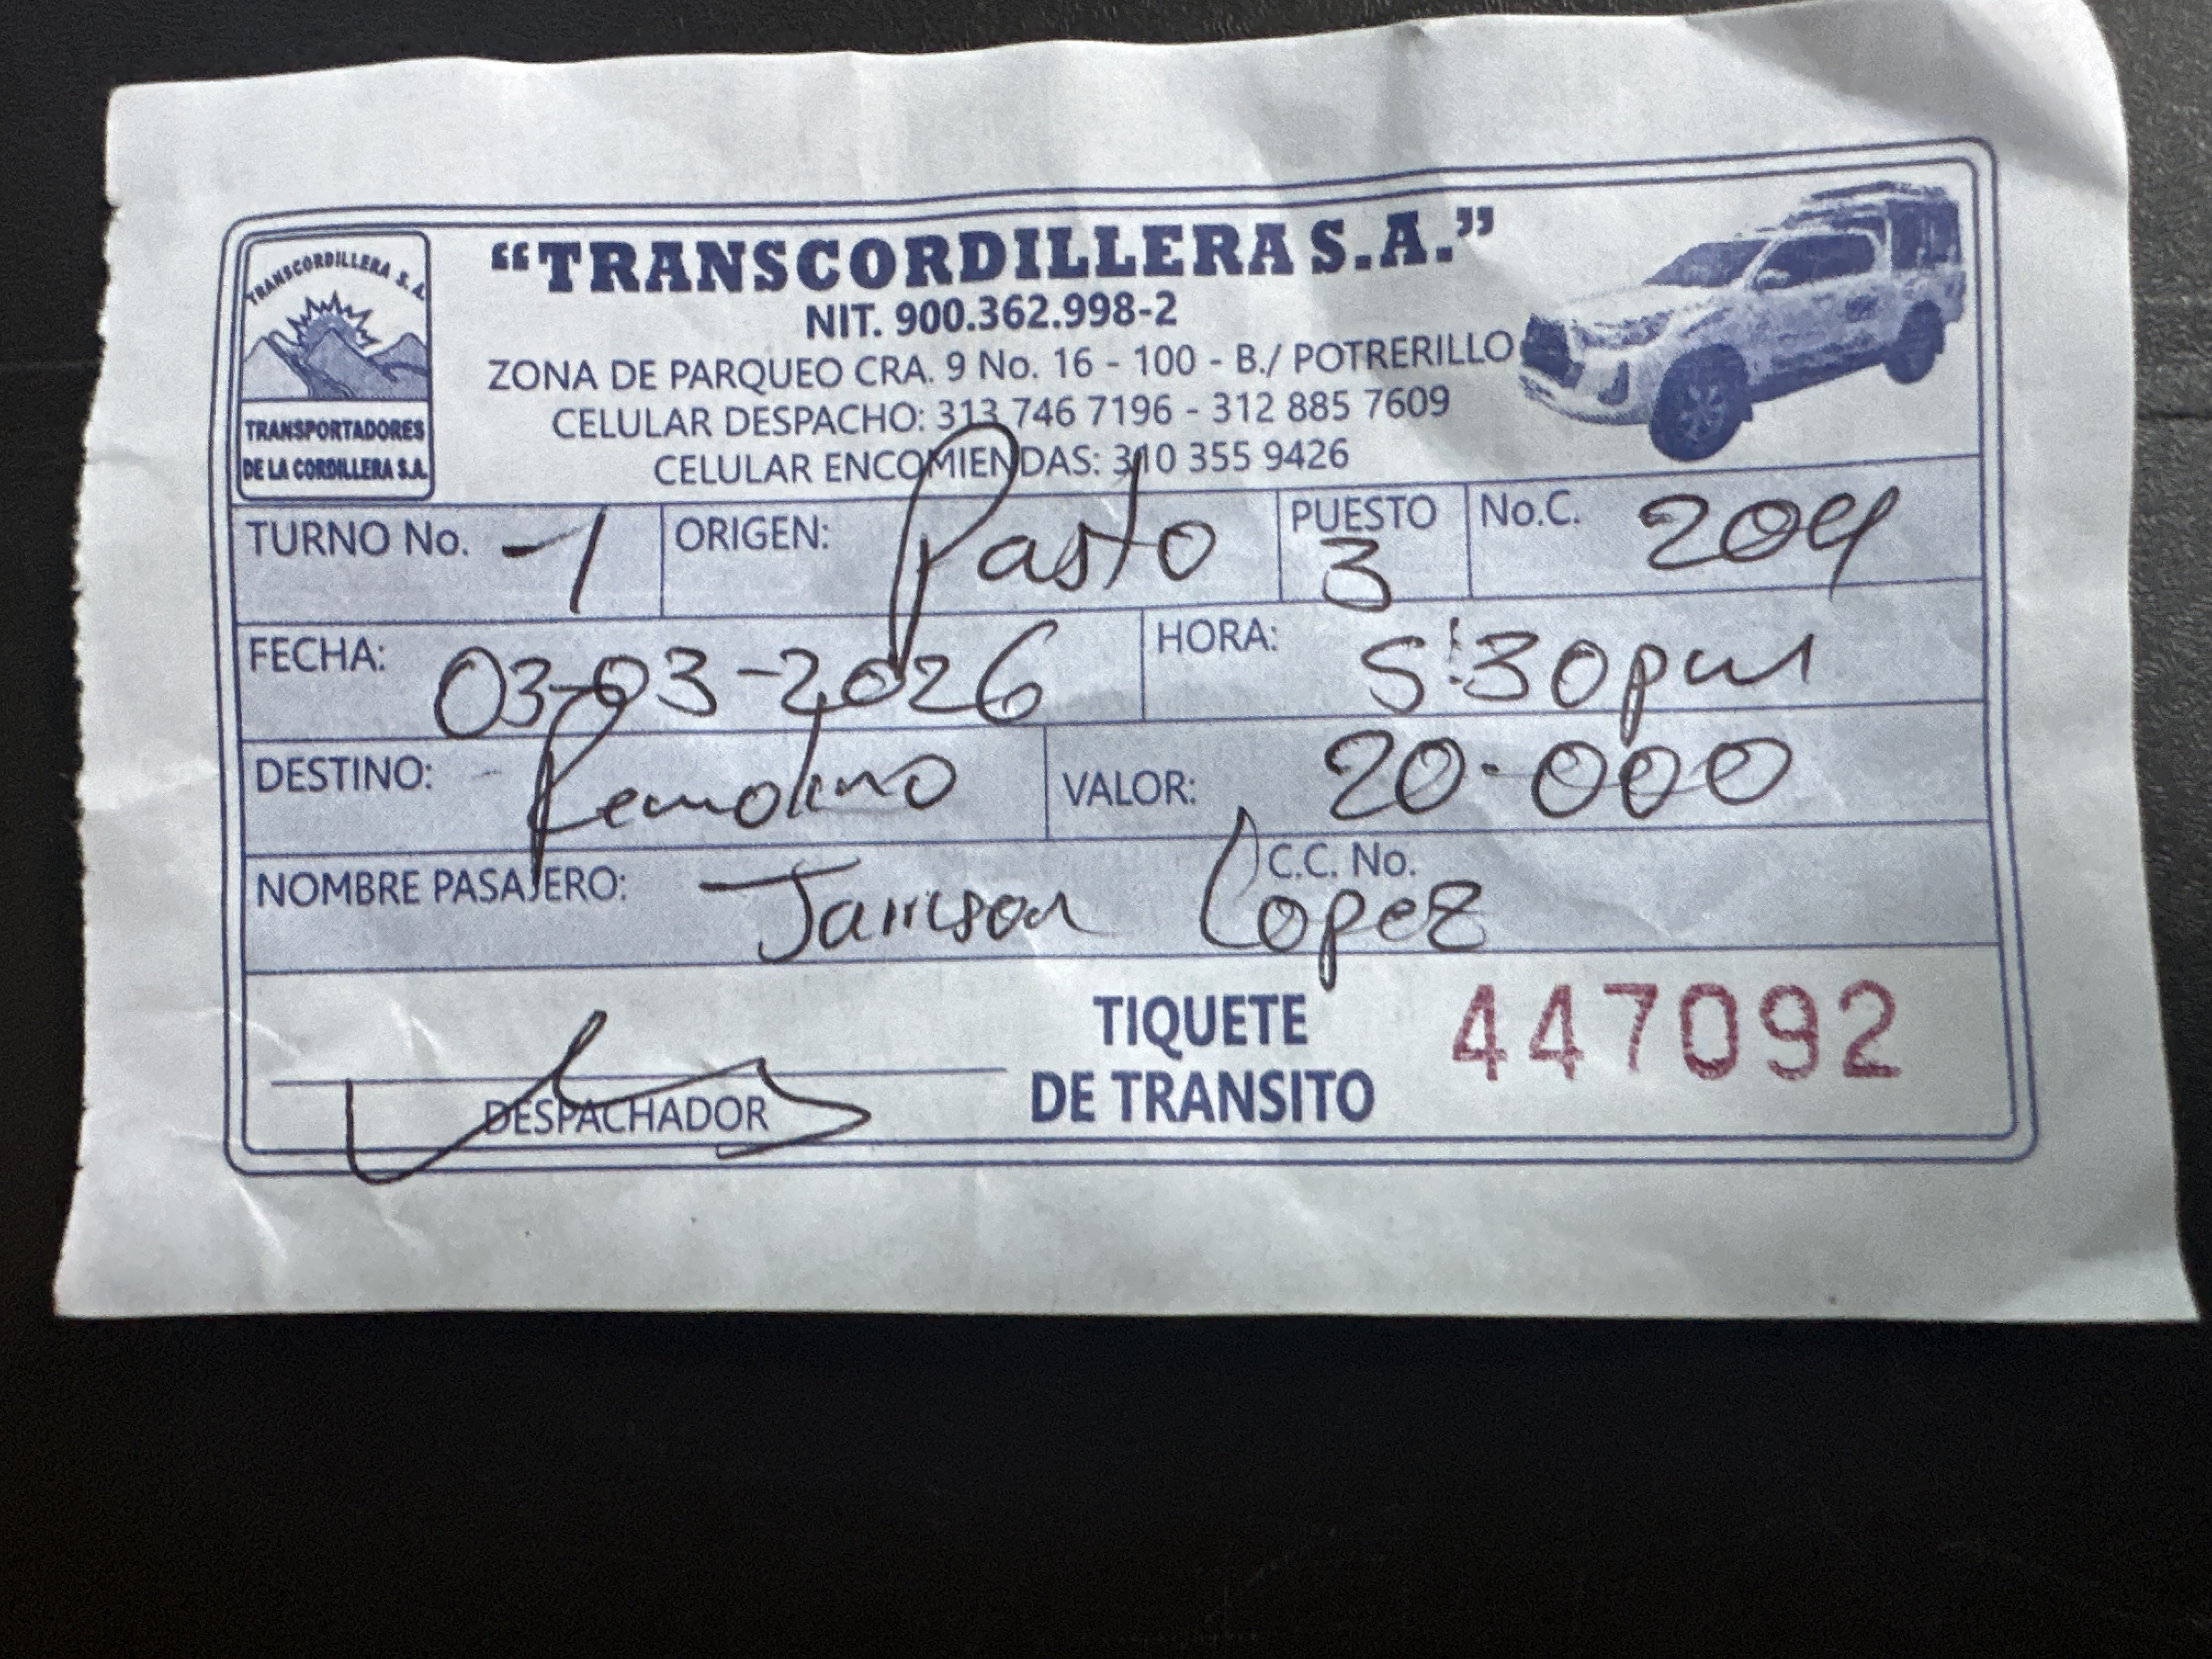 TRANSCORDILLERA S.A.
TRANSPORTADORES
DE LA CORDILLERA S.A.
“TRANSCORDILLERA S.A.”
NIT. 900.362.998-2
ZONA DE PARQUEO CRA. 9 No. 16 - 100 - B./ POTRERILLO
CELULAR DESPACHO: 313 746 7196 - 312 885 7609
CELULAR ENCOMIENDAS: 310 355 9426
TURNO No. -1 ORIGEN: Pasto PUESTO 3 No.C. 204
FECHA: 03-03-2026 HORA: 5:30pm
DESTINO: Remolino VALOR: 20.000
NOMBRE PASAJERO: Lopez C.C. No.
DESPACHADOR
TIQUETE
DE TRANSITO
447092